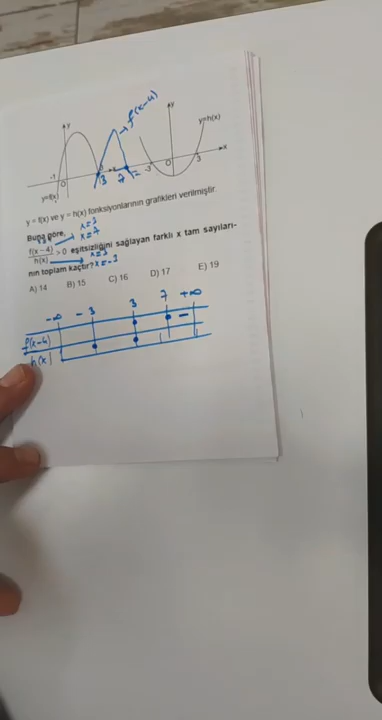 y
y
f(x-4)
y=h(x)
-1
0
3
3
7
-3
0
3
x
y=f(x)
y = f(x) ve y = h(x) fonksiyonlarının grafikleri verilmiştir.
Buna göre,
x=3
x=7
f(x-4)
h(x)
> 0 eşitsizliğini sağlayan farklı x tam sayıları-
x=3
nın toplam kaçtır?
x=-3
A) 14 B) 15 C) 16 D) 17 E) 19
-∞ -3 3 7 +∞
f(x-4) -
h(x)